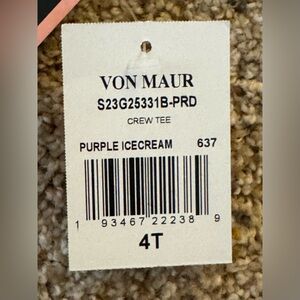 VON MAUR
S23G25331B-PRD
CREW TEE
PURPLE ICECREAM 637
1 93467 22238 9
4T